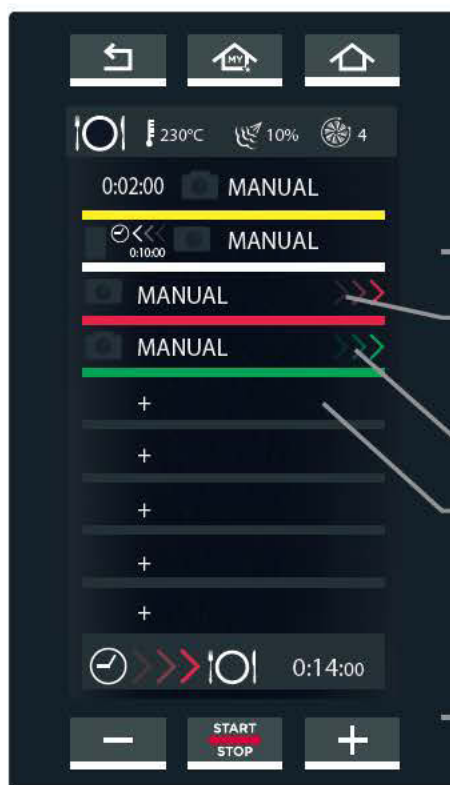 MY
230°C 10% 4
0:02:00 MANUAL
0:10:00 MANUAL
MANUAL
MANUAL
+
+
+
+
+
0:14:00
START
STOP
− +